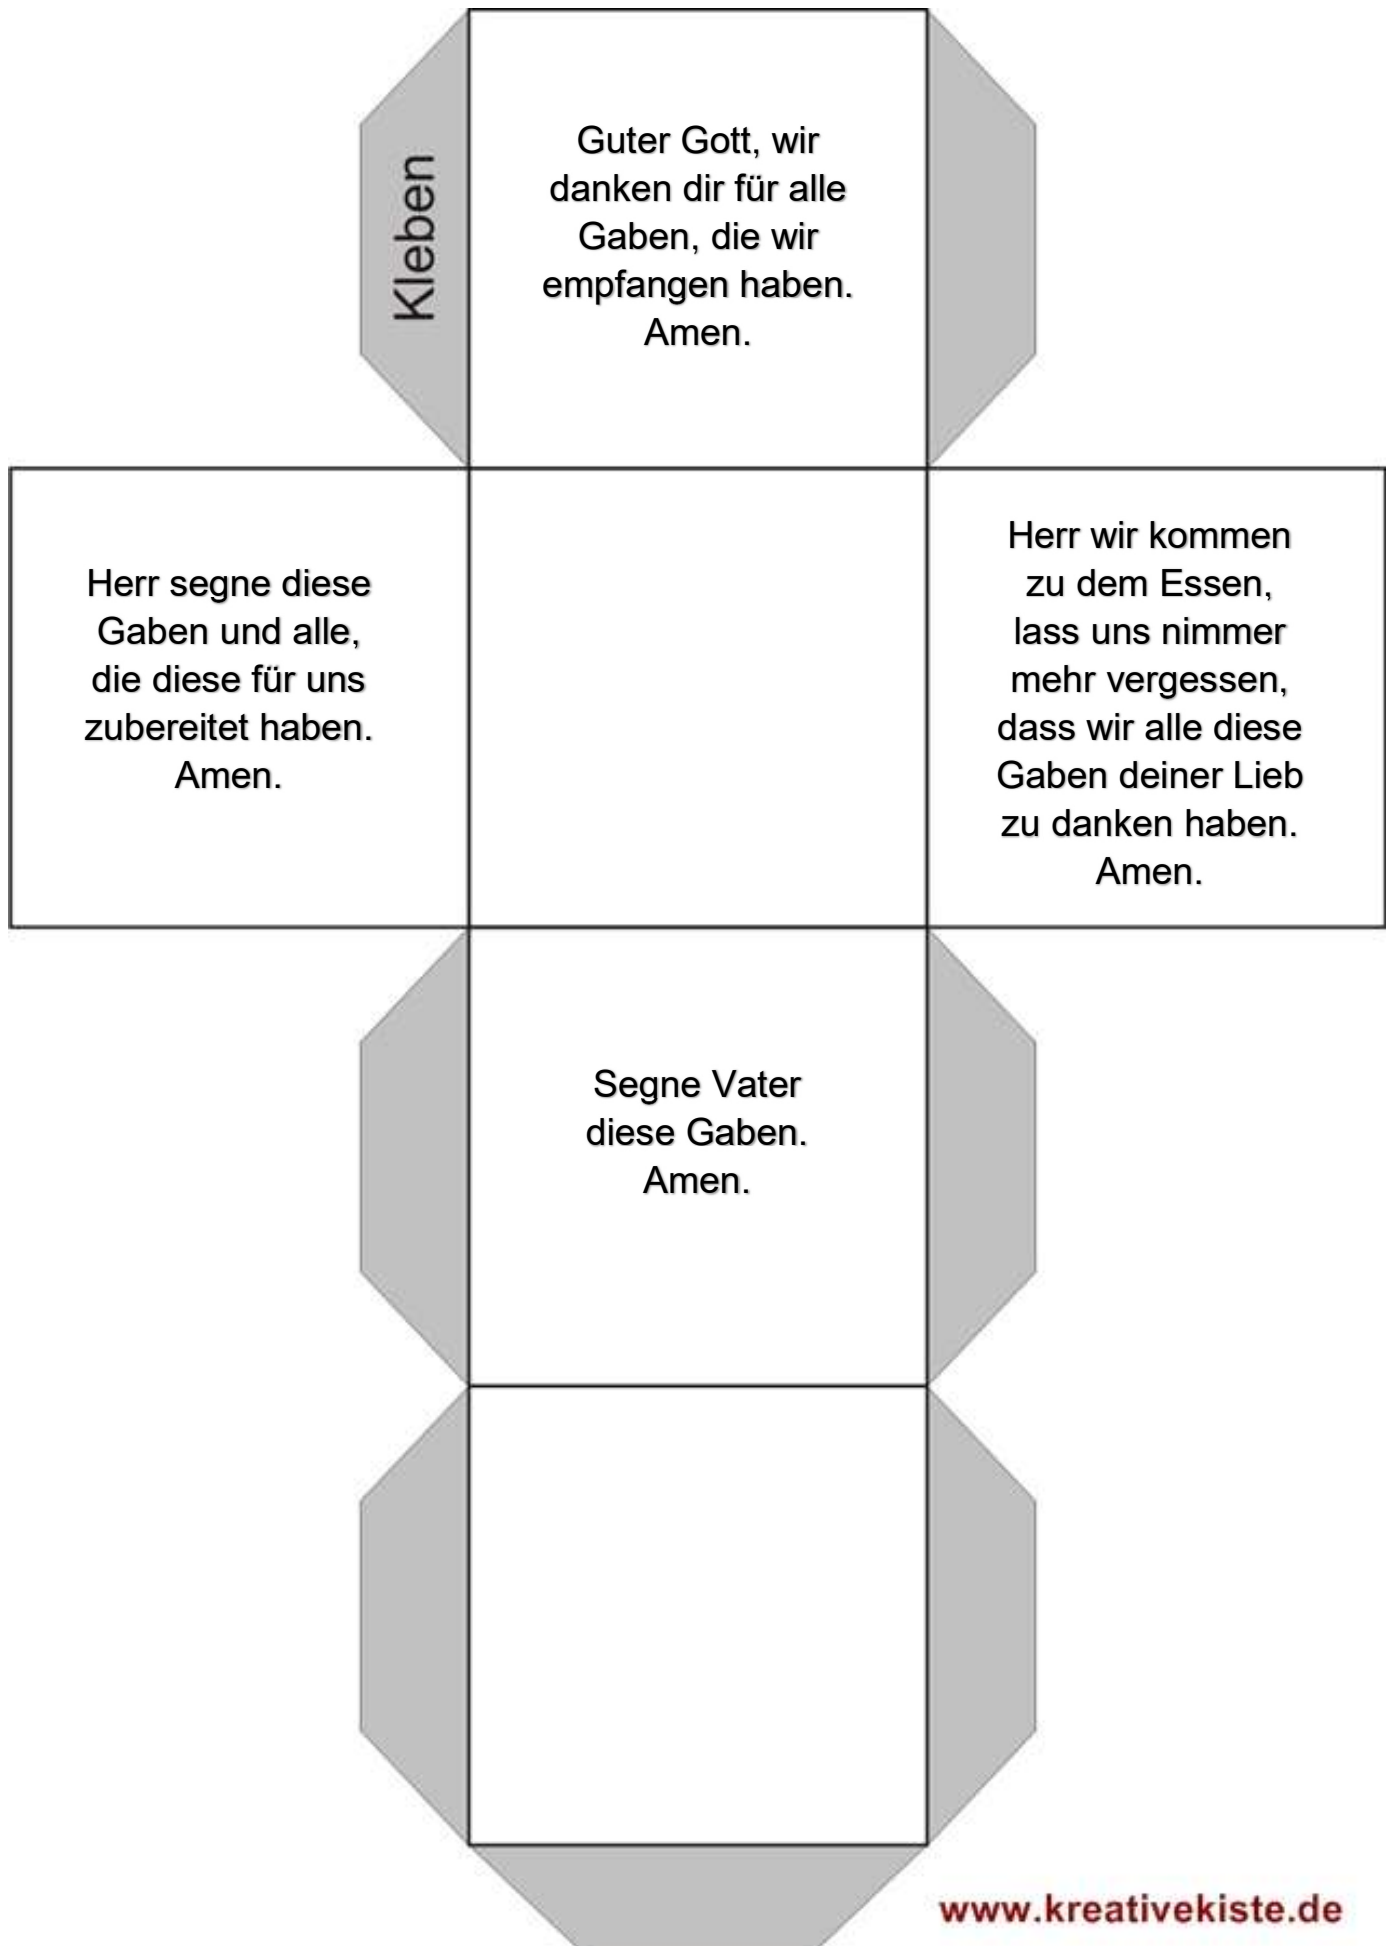 Guter Gott, wir
danken dir für alle
Gaben, die wir
empfangen haben.
Amen.
Kleben
Herr segne diese
Gaben und alle,
die diese für uns
zubereitet haben.
Amen.
Herr wir kommen
zu dem Essen,
lass uns nimmer
mehr vergessen,
dass wir alle diese
Gaben deiner Lieb
zu danken haben.
Amen.
Segne Vater
diese Gaben.
Amen.
www.kreativekiste.de